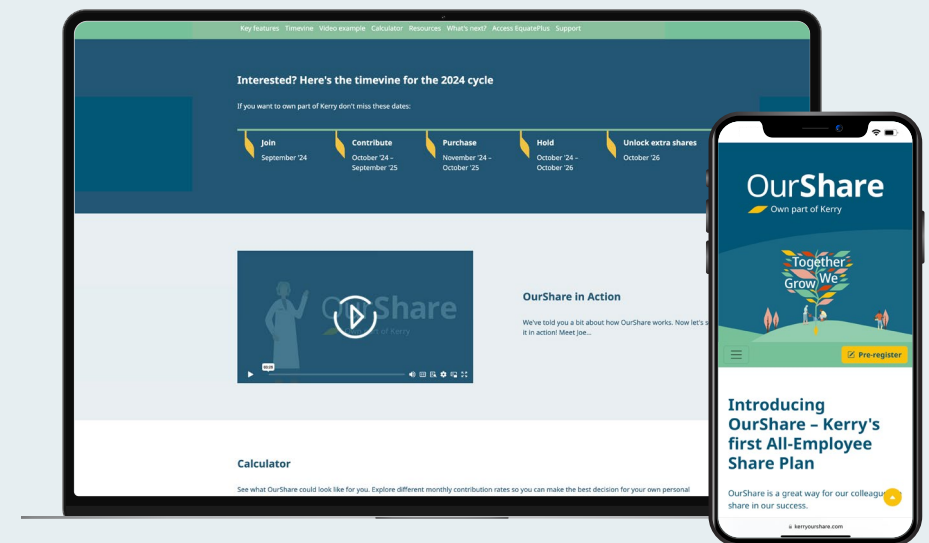 Key features Timevine Video example Calculator Resources What's next? Access EquatePlus Support
Interested? Here's the timevine for the 2024 cycle
If you want to own part of Kerry don't miss these dates:
Join
September '24
Contribute
October '24 –
September '25
Purchase
November '24 –
October '25
Hold
October '24 –
October '26
Unlock extra shares
October '26
OurShare
Own part of Kerry
03:28
OurShare in Action
We've told you a bit about how OurShare works. Now let's s
it in action! Meet Joe...
Calculator
See what OurShare could look like for you. Explore different monthly contribution rates so you can make the best decision for your own personal
OurShare
Own part of Kerry
Together
We
Grow
Pre-register
Introducing
OurShare – Kerry's
first All-Employee
Share Plan
OurShare is a great way for our colleagu
share in our success.
kerryourshare.com